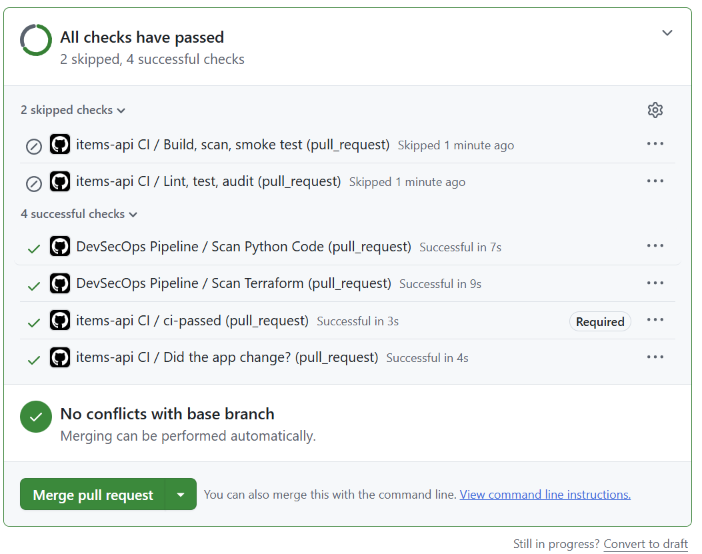 All checks have passed
2 skipped, 4 successful checks
2 skipped checks
items-api CI / Build, scan, smoke test (pull_request) Skipped 1 minute ago
items-api CI / Lint, test, audit (pull_request) Skipped 1 minute ago
4 successful checks
DevSecOps Pipeline / Scan Python Code (pull_request) Successful in 7s
DevSecOps Pipeline / Scan Terraform (pull_request) Successful in 9s
items-api CI / ci-passed (pull_request) Successful in 3s Required
items-api CI / Did the app change? (pull_request) Successful in 4s
No conflicts with base branch
Merging can be performed automatically.
Merge pull request You can also merge this with the command line. View command line instructions.
Still in progress? Convert to draft